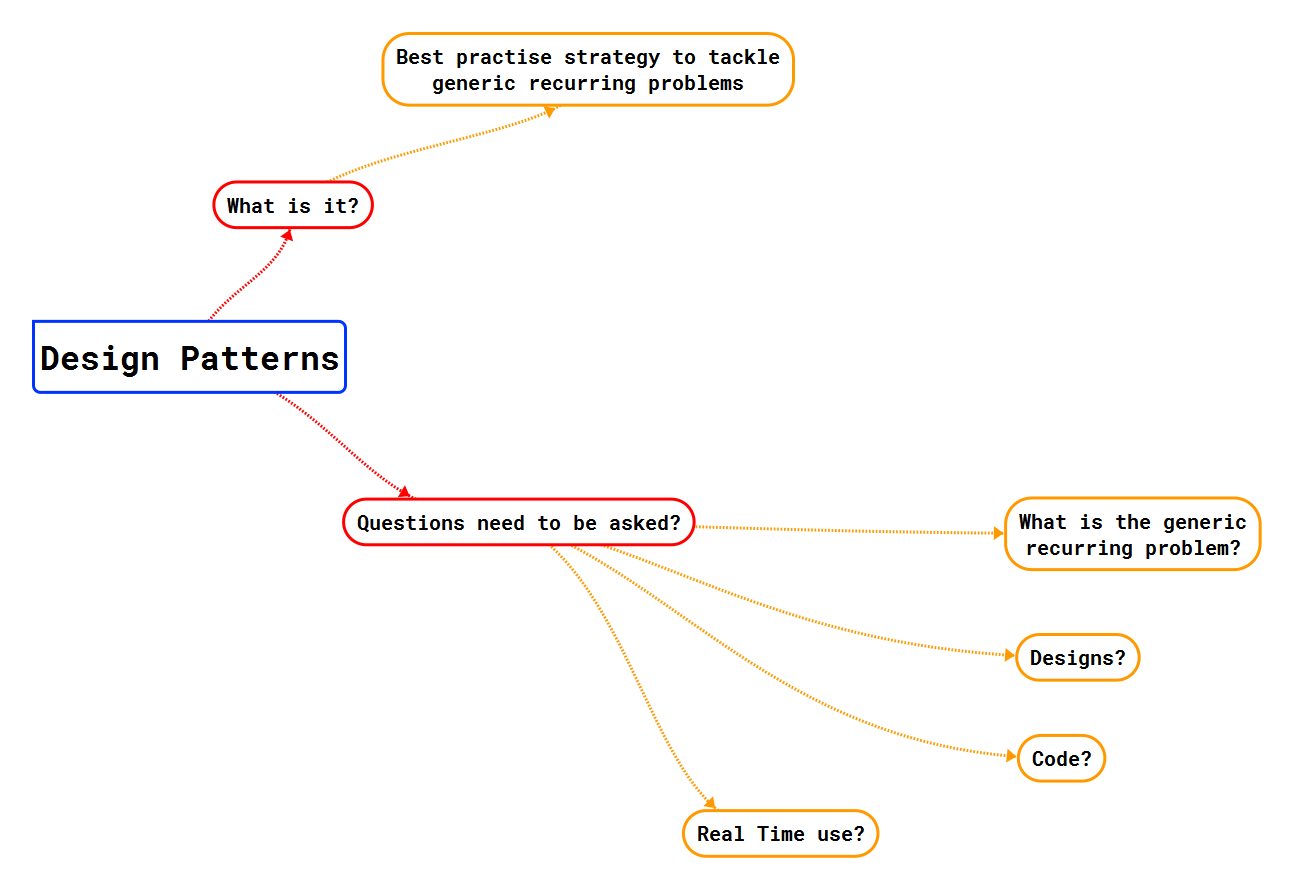 Best practise strategy to tackle
generic recurring problems
What is it?
Design Patterns
Questions need to be asked?
What is the generic
recurring problem?
Designs?
Code?
Real Time use?